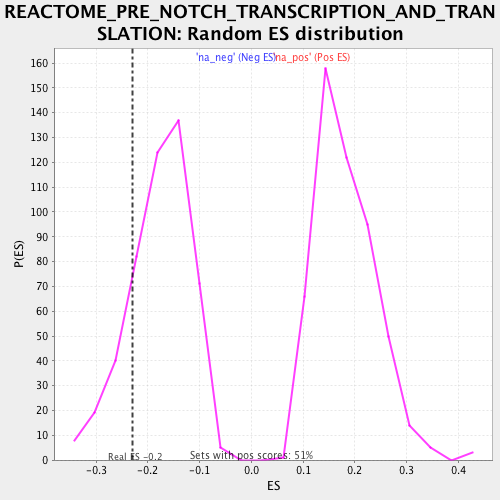 REACTOME_PRE_NOTCH_TRANSCRIPTION_AND_TRAN
SLATION: Random ES distribution
'na_neg' (Neg ES) 'na_pos' (Pos ES)
160
150
140
130
120
110
100
90
80
70
60
50
40
30
20
10
0
P(ES)
Real ES -0.2
Sets with pos scores: 51%
-0.3 -0.2 -0.1 0.0 0.1 0.2 0.3 0.4
ES